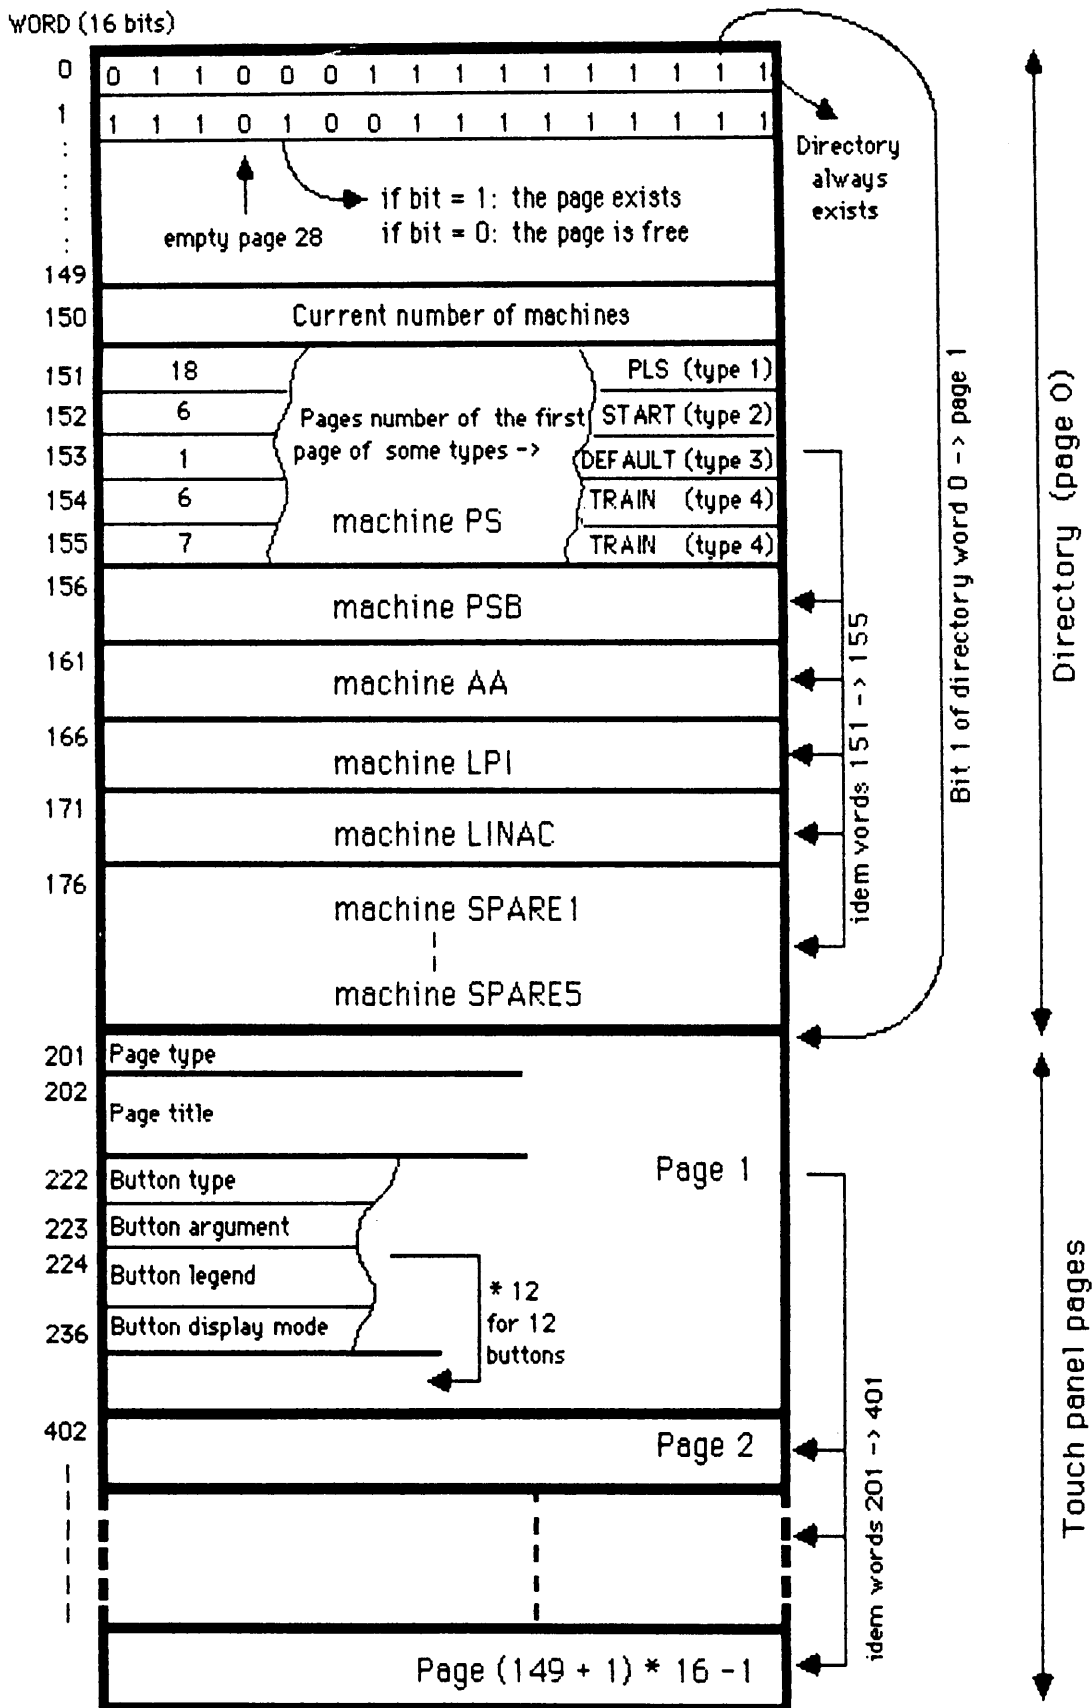 WORD (16 bits)
0
0 1 1 0 0 0 1 1 1 1 1 1 1 1 1 1
1
1 1 1 0 1 0 0 1 1 1 1 1 1 1 1 1
Directory
always
exists
if bit = 1: the page exists
if bit = 0: the page is free
empty page 28
149
150
Current number of machines
151
18
PLS (type 1)
152
6
Pages number of the first
START (type 2)
153
1
page of some types ->
DEFAULT (type 3)
154
6
TRAIN (type 4)
machine PS
155
7
TRAIN (type 4)
156
machine PSB
161
machine AA
166
machine LPI
171
machine LINAC
176
machine SPARE1
machine SPARE5
idem words 151 -> 155
Bit 1 of directory word 0 -> page 1
Directory (page 0)
201
Page type
202
Page title
Page 1
222
Button type
223
Button argument
224
Button legend
* 12
for 12
buttons
236
Button display mode
402
Page 2
idem words 201 -> 401
Touch panel pages
Page (149 + 1) * 16 -1